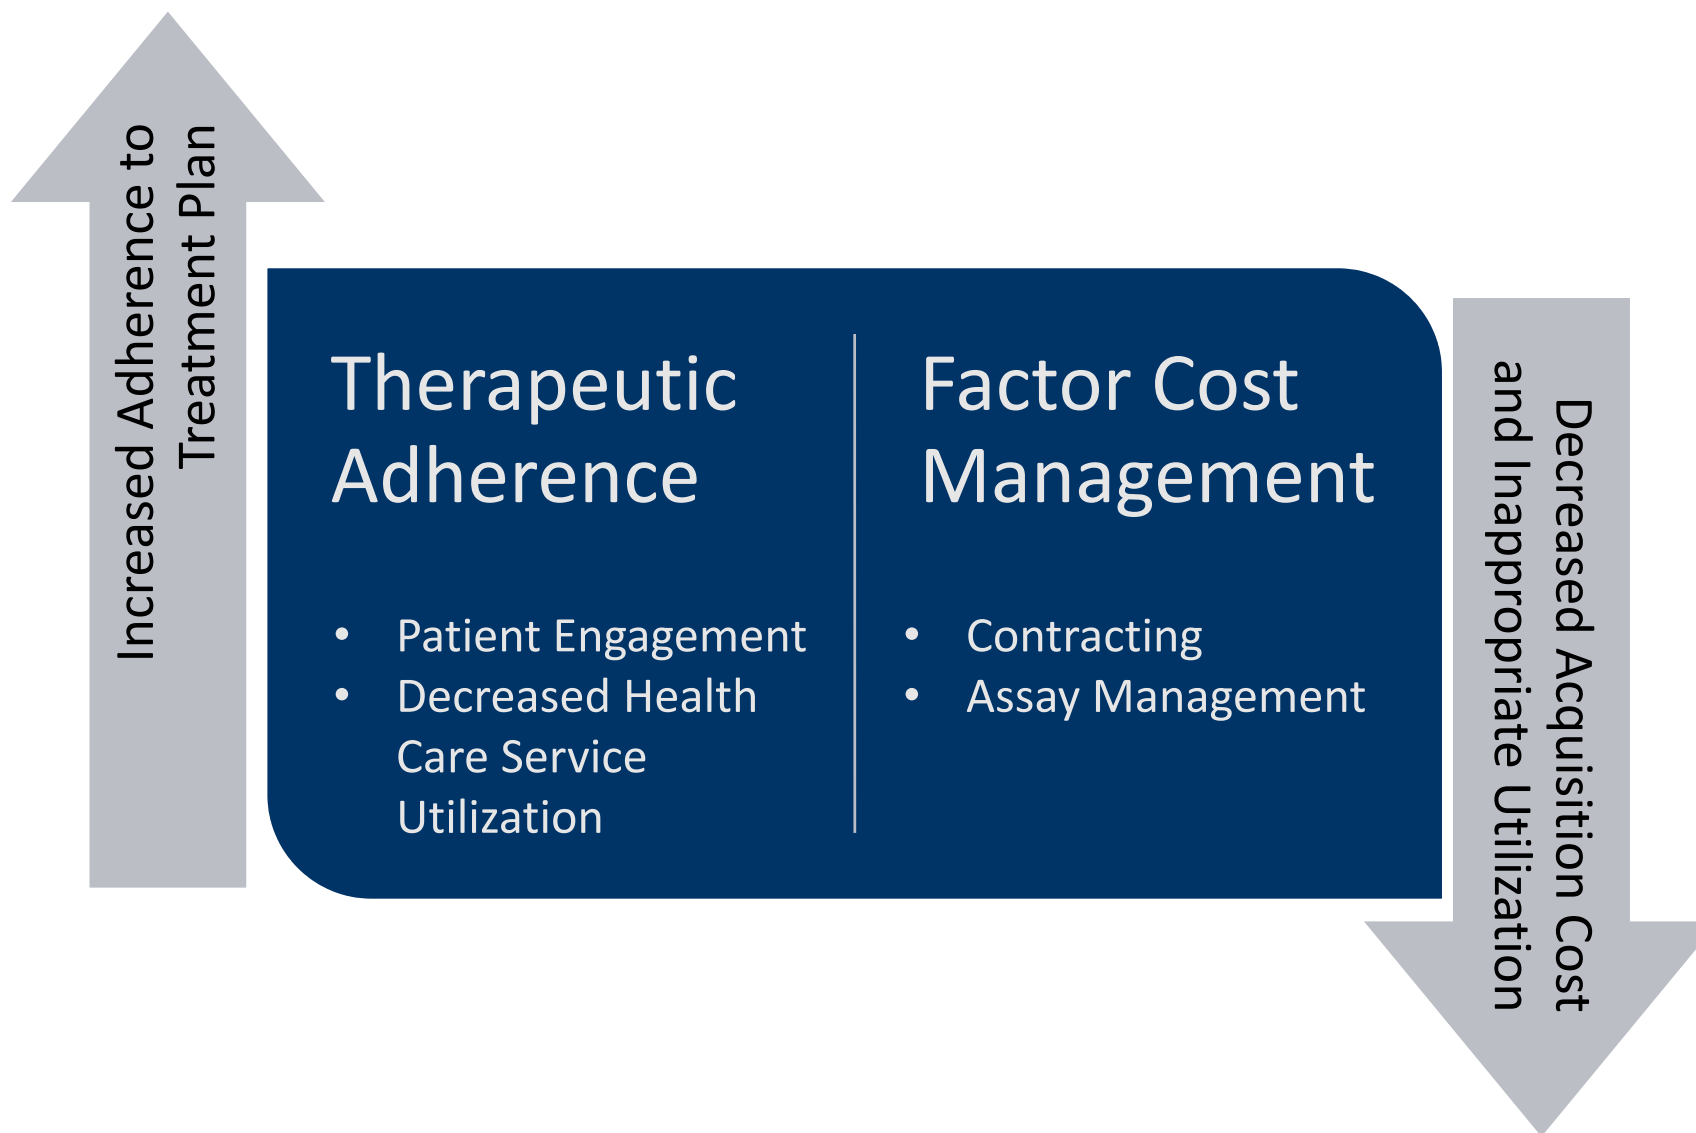 Increased Adherence to
Treatment Plan
Therapeutic
Adherence
• Patient Engagement
• Decreased Health
Care Service
Utilization
Factor Cost
Management
• Contracting
• Assay Management
Decreased Acquisition Cost
and Inappropriate Utilization